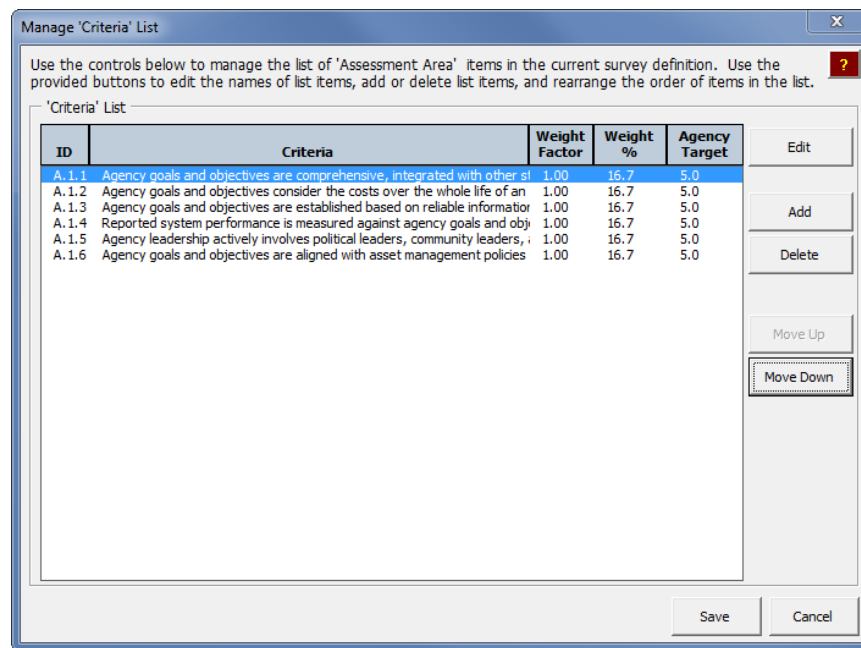 Manage 'Criteria' List
X
Use the controls below to manage the list of 'Assessment Area' items in the current survey definition. Use the
provided buttons to edit the names of list items, add or delete list items, and rearrange the order of items in the list.
?
'Criteria' List
ID Criteria Weight Factor Weight % Agency Target
A.1.1 Agency goals and objectives are comprehensive, integrated with other st 1.00 16.7 5.0
A.1.2 Agency goals and objectives consider the costs over the whole life of an 1.00 16.7 5.0
A.1.3 Agency goals and objectives are established based on reliable information 1.00 16.7 5.0
A.1.4 Reported system performance is measured against agency goals and obj 1.00 16.7 5.0
A.1.5 Agency leadership actively involves political leaders, community leaders, 1.00 16.7 5.0
A.1.6 Agency goals and objectives are aligned with asset management policies 1.00 16.7 5.0
Edit
Add
Delete
Move Up
Move Down
Save Cancel